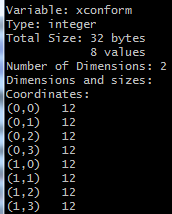 Variable: xconform
Type: integer
Total Size: 32 bytes
            8 values
Number of Dimensions: 2
Dimensions and sizes:
Coordinates:
(0,0)   12
(0,1)   12
(0,2)   12
(0,3)   12
(1,0)   12
(1,1)   12
(1,2)   12
(1,3)   12